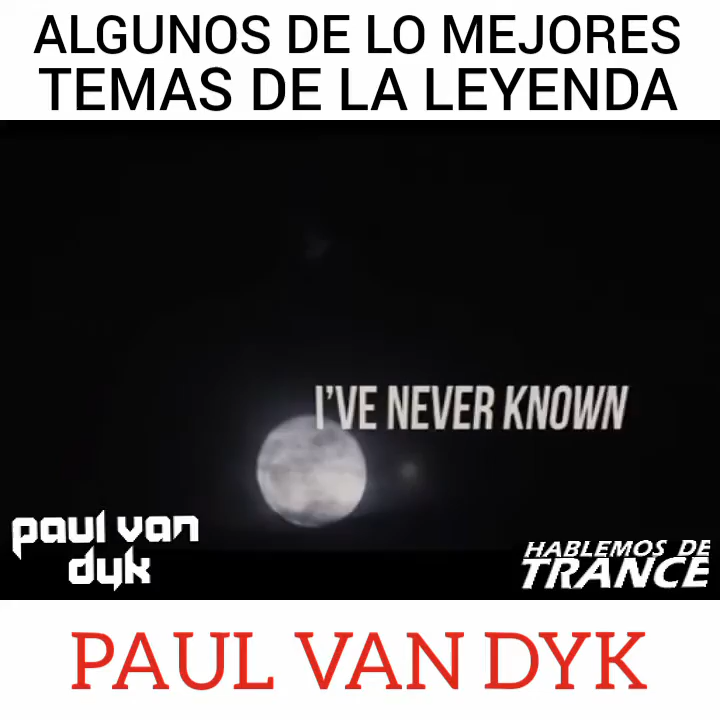 ALGUNOS DE LO MEJORES
TEMAS DE LA LEYENDA
I'VE NEVER KNOWN
paul van
dyk
HABLEMOS DE
TRANCE
PAUL VAN DYK